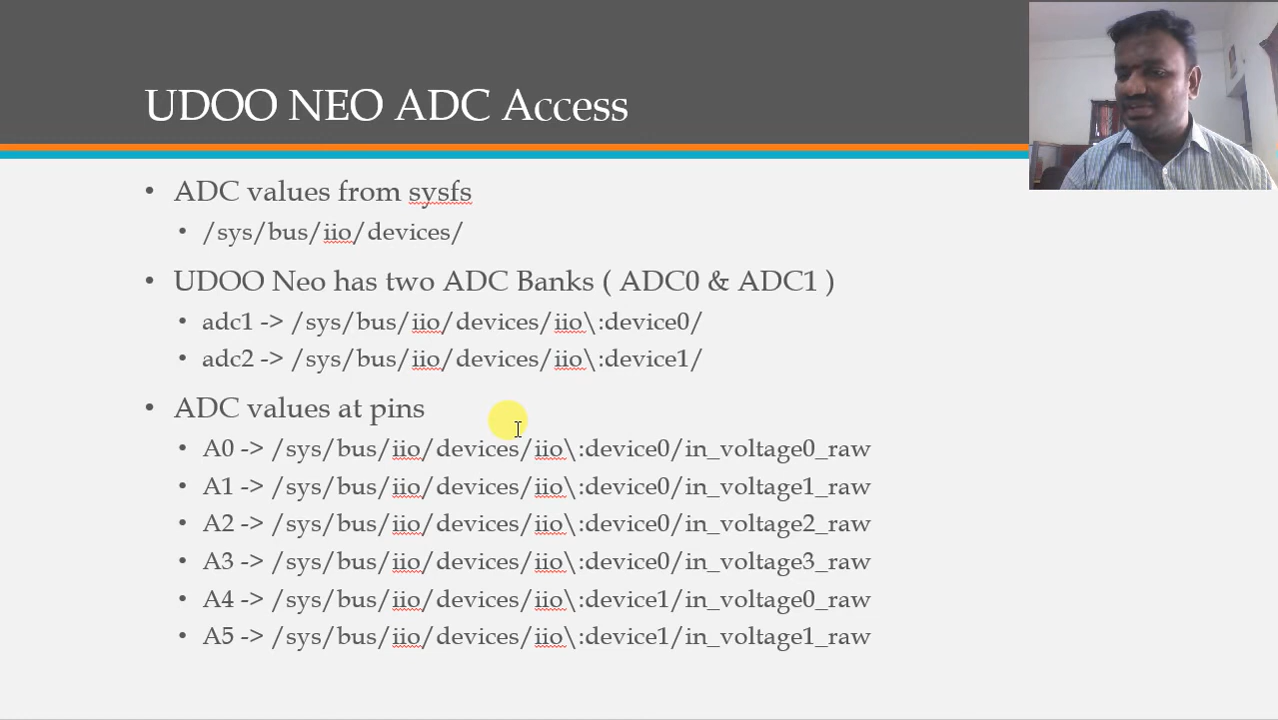 UDOO NEO ADC Access
• ADC values from sysfs
• /sys/bus/iio/devices/
• UDOO Neo has two ADC Banks ( ADC0 & ADC1 )
• adc1 -> /sys/bus/iio/devices/iio\:device0/
• adc2 -> /sys/bus/iio/devices/iio\:device1/
• ADC values at pins
• A0 -> /sys/bus/iio/devices/iio\:device0/in_voltage0_raw
• A1 -> /sys/bus/iio/devices/iio\:device0/in_voltage1_raw
• A2 -> /sys/bus/iio/devices/iio\:device0/in_voltage2_raw
• A3 -> /sys/bus/iio/devices/iio\:device0/in_voltage3_raw
• A4 -> /sys/bus/iio/devices/iio\:device1/in_voltage0_raw
• A5 -> /sys/bus/iio/devices/iio\:device1/in_voltage1_raw